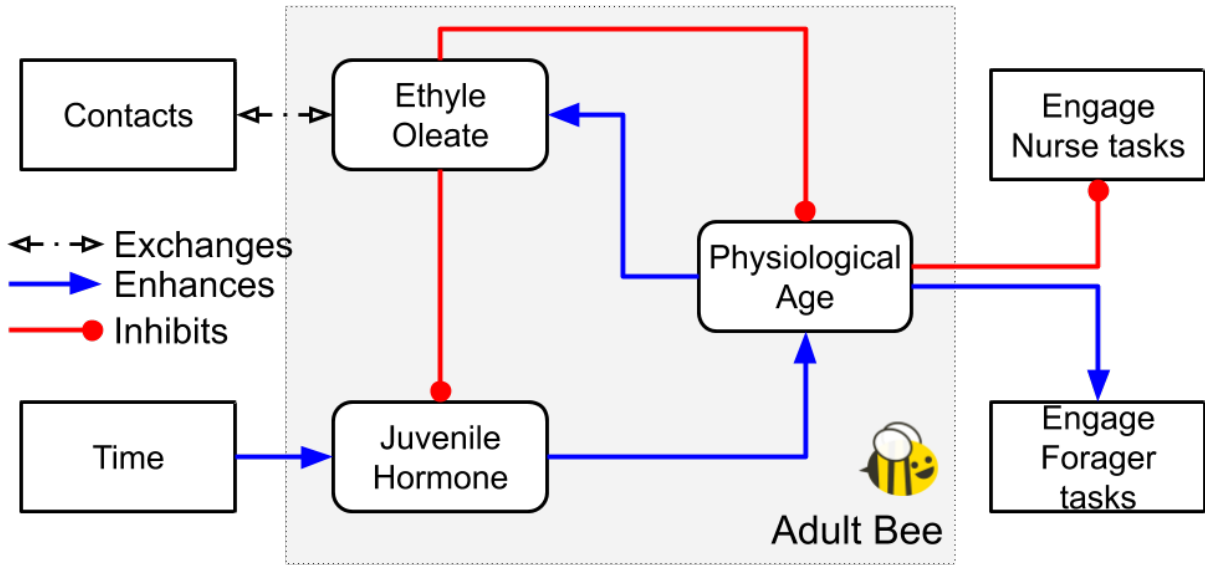 Contacts
Ethyle
Oleate
Engage
Nurse tasks
Exchanges
Enhances
Inhibits
Physiological
Age
Time
Juvenile
Hormone
Engage
Forager
tasks
Adult Bee